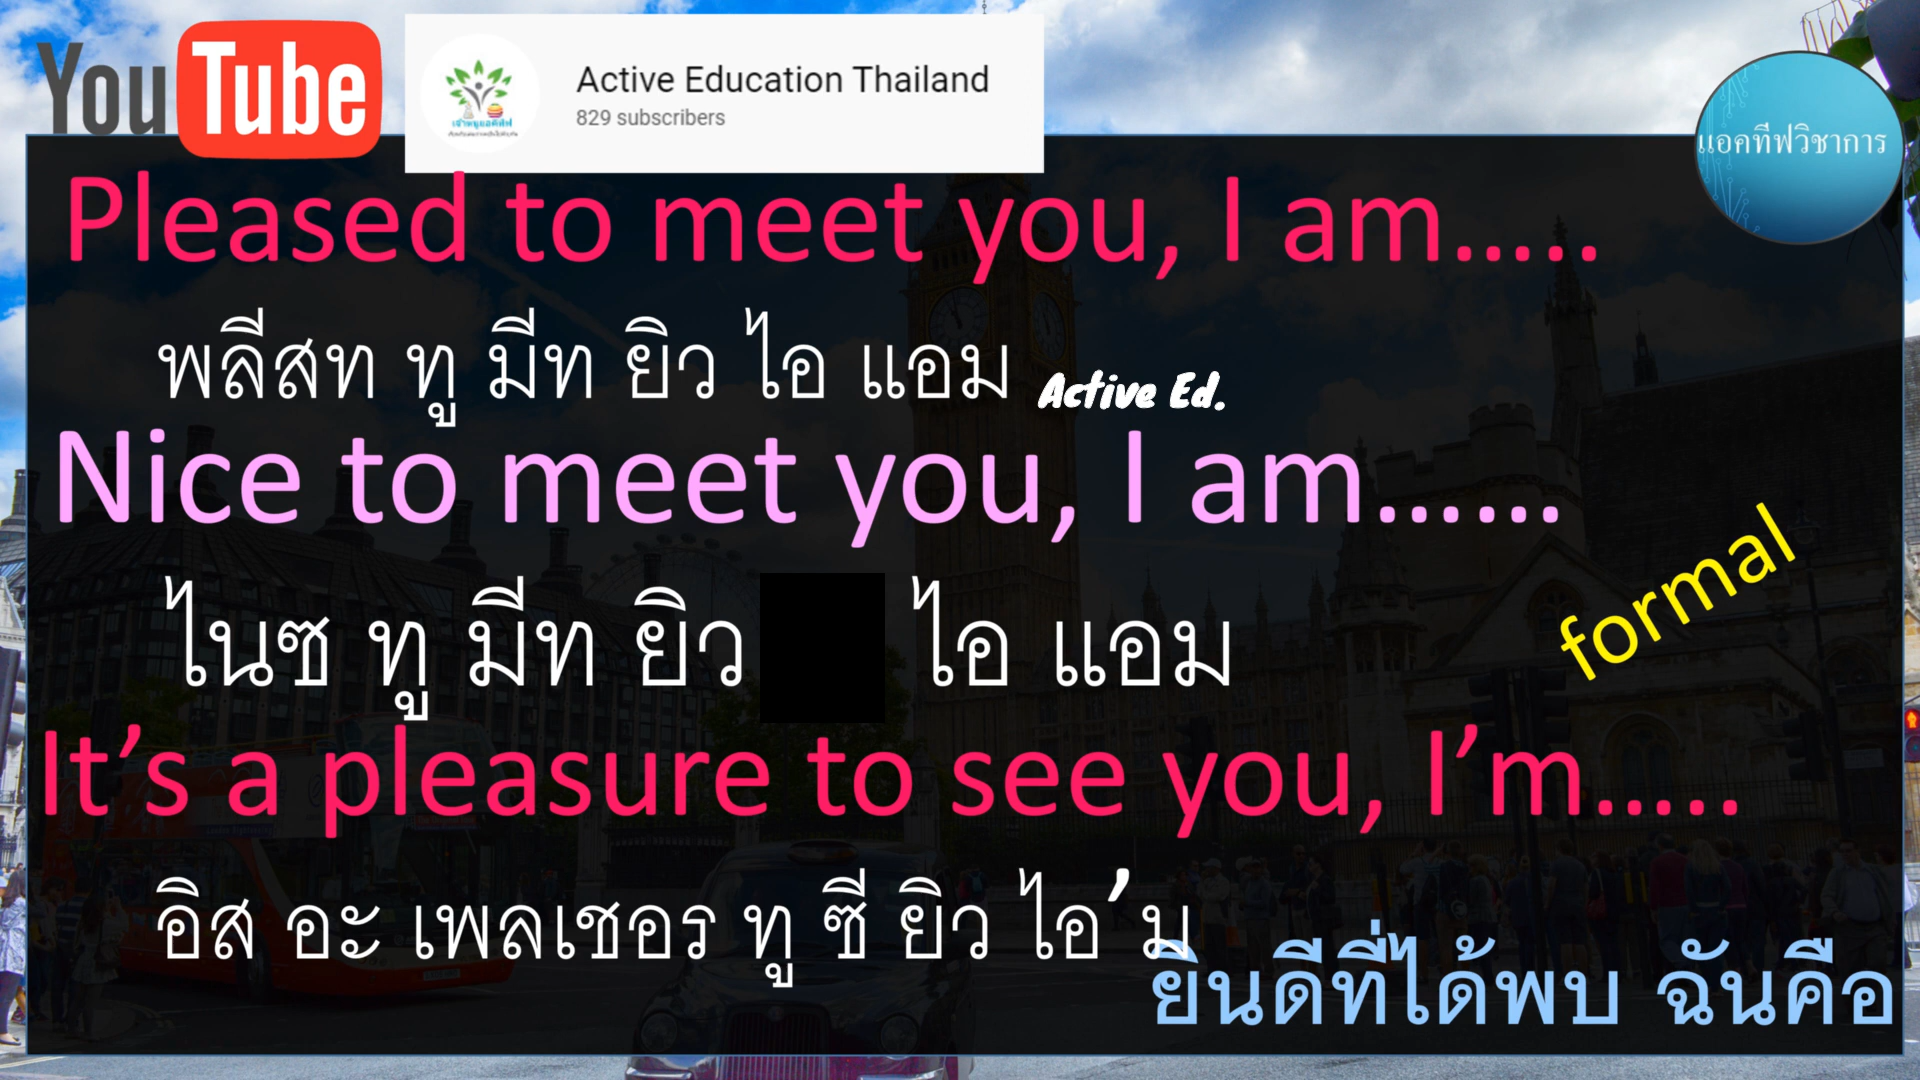 YouTube
Active Education Thailand
829 subscribers
แอคทีฟวิชาการ
Pleased to meet you, I am.....
พลีสท ทู มีท ยิว ไอ แอม
Active Ed.
Nice to meet you, I am......
ไนซ ทู มีท ยิว ไอ แอม
formal
It’s a pleasure to see you, I’m.....
อิส อะ เพลเชอร ทู ซี ยิว ไอ’ม
ยินดีที่ได้พบ ฉันคือ